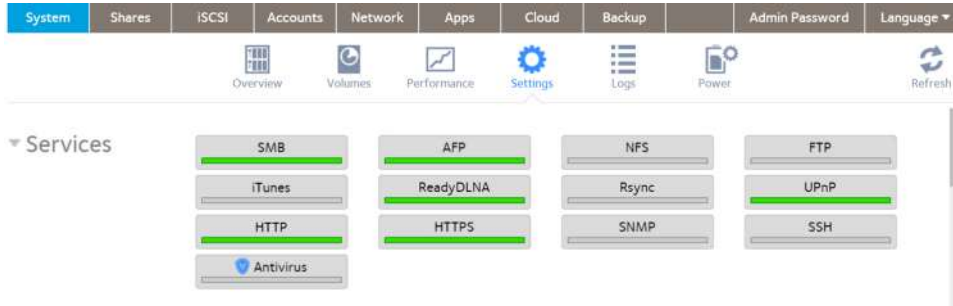 System Shares iSCSI Accounts Network Apps Cloud Backup Admin Password Language
Overview Volumes Performance Settings Logs Power Refresh
Services
SMB AFP NFS FTP
iTunes ReadyDLNA Rsync UPnP
HTTP HTTPS SNMP SSH
Antivirus